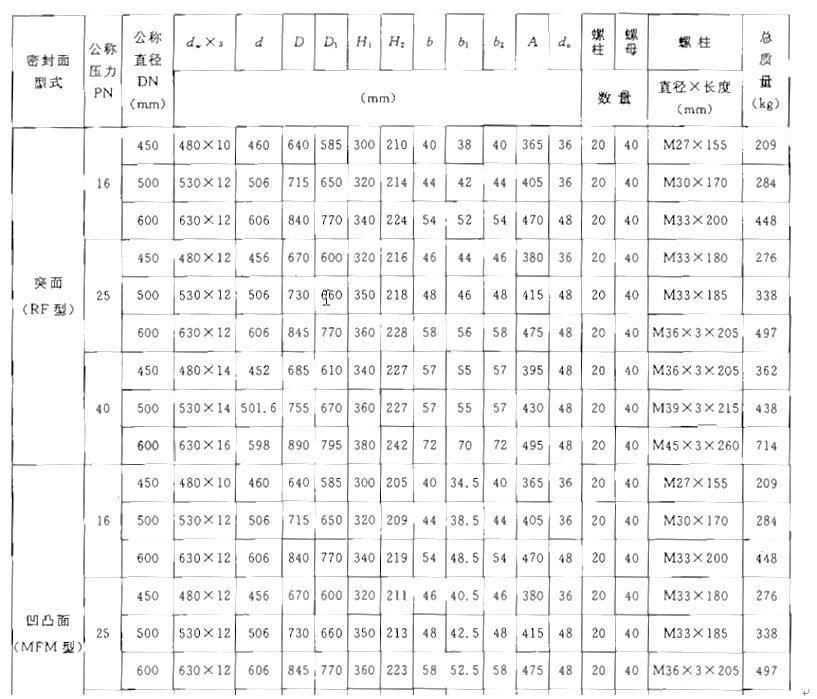 密封面型式 公称压力PN 公称直径DN(mm) dw×s d D D1 H1 H2 b b1 b2 A do 螺柱 螺母 螺柱 总质量(kg)
(mm) 数量 直径×长度(mm)
突面(RF型) 16 450 480×10 460 640 585 300 210 40 38 40 365 36 20 40 M27×155 209
500 530×12 506 715 650 320 214 44 42 44 405 36 20 40 M30×170 284
600 630×12 606 840 770 340 224 54 52 54 470 48 20 40 M33×200 448
25 450 480×12 456 670 600 320 216 46 44 46 380 36 20 40 M33×180 276
500 530×12 506 730 660 350 218 48 46 48 415 48 20 40 M33×185 338
600 630×12 606 845 770 360 228 58 56 58 475 48 20 40 M36×3×205 497
40 450 480×14 452 685 610 340 227 57 55 57 395 48 20 40 M36×3×205 362
500 530×14 501.6 755 670 360 227 57 55 57 430 48 20 40 M39×3×215 438
600 630×16 598 890 795 380 242 72 70 72 495 48 20 40 M45×3×260 714
凹凸面(MFM型) 16 450 480×10 460 640 585 300 205 40 34.5 40 365 36 20 40 M27×155 209
500 530×12 506 715 650 320 209 44 38.5 44 405 36 20 40 M30×170 284
600 630×12 606 840 770 340 219 54 48.5 54 470 48 20 40 M33×200 448
25 450 480×12 456 670 600 320 211 46 40.5 46 380 36 20 40 M33×180 276
500 530×12 506 730 660 350 213 48 42.5 48 415 48 20 40 M33×185 338
600 630×12 606 845 770 360 223 58 52.5 58 475 48 20 40 M36×3×205 497